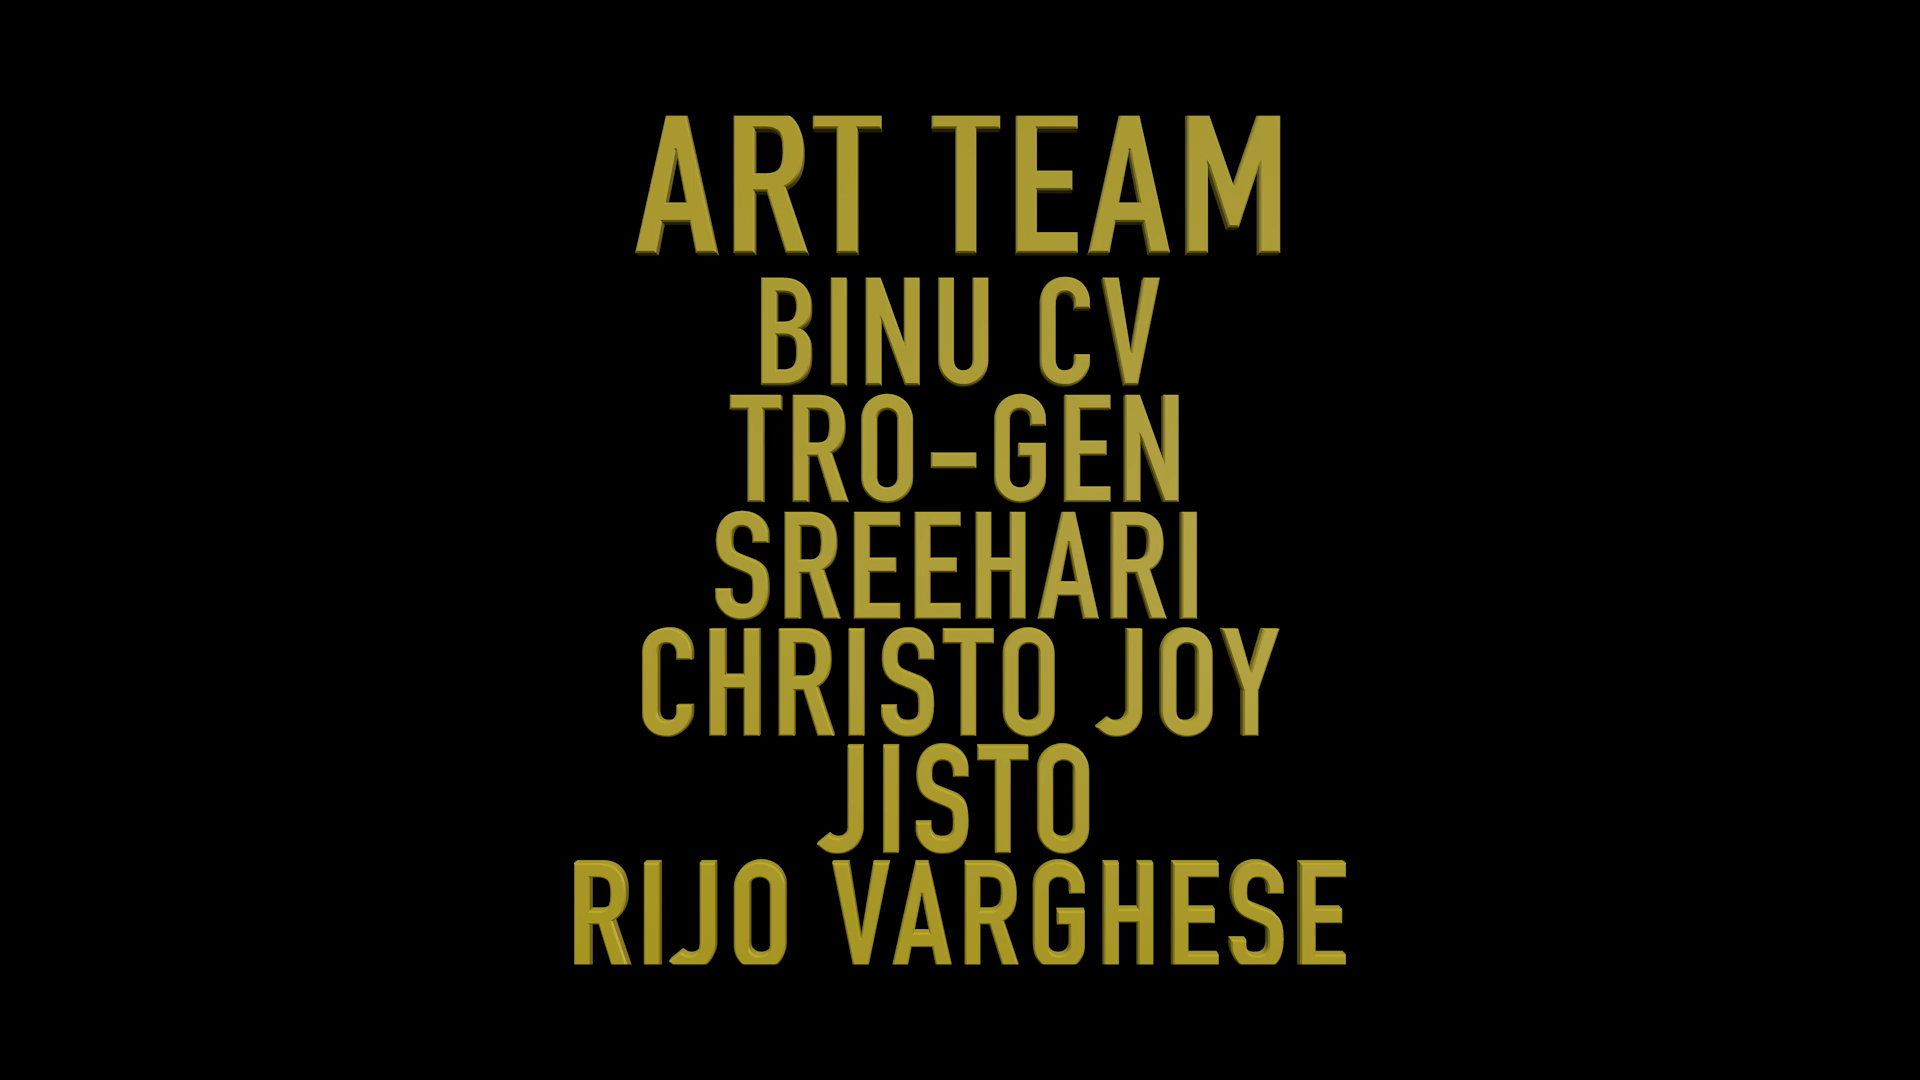 ART TEAM
BINU CV
TRO-GEN
SREEHARI
CHRISTO JOY
JISTO
RIJO VARGHESE